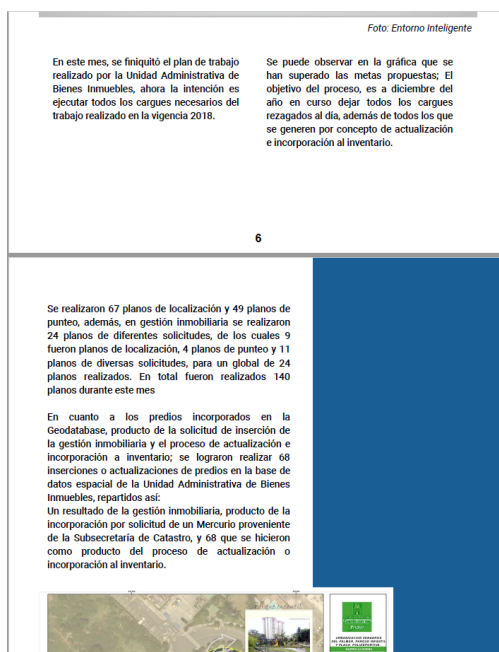 Foto: Entorno Inteligente
En este mes, se finiquitó el plan de trabajo
realizado por la Unidad Administrativa de
Bienes Inmuebles, ahora la intención es
ejecutar todos los cargues necesarios del
trabajo realizado en la vigencia 2018.
Se puede observar en la gráfica que se
han superado las metas propuestas; El
objetivo del proceso, es a diciembre del
año en curso dejar todos los cargues
rezagados al día, además de todos los que
se generen por concepto de actualización
e incorporación al inventario.
6
Se realizaron 67 planos de localización y 49 planos de
punteo, además, en gestión inmobiliaria se realizaron
24 planos de diferentes solicitudes, de los cuales 9
fueron planos de localización, 4 planos de punteo y 11
planos de diversas solicitudes, para un global de 24
planos realizados. En total fueron realizados 140
planos durante este mes
En cuanto a los predios incorporados en la
Geodatabase, producto de la solicitud de inserción de
la gestión inmobiliaria y el proceso de actualización e
incorporación a inventario; se lograron realizar 68
inserciones o actualizaciones de predios en la base de
datos espacial de la Unidad Administrativa de Bienes
Inmuebles, repartidos así:
Un resultado de la gestión inmobiliaria, producto de la
incorporación por solicitud de un Mercurio proveniente
de la Subsecretaría de Catastro, y 68 que se hicieron
como producto del proceso de actualización o
incorporación al inventario.